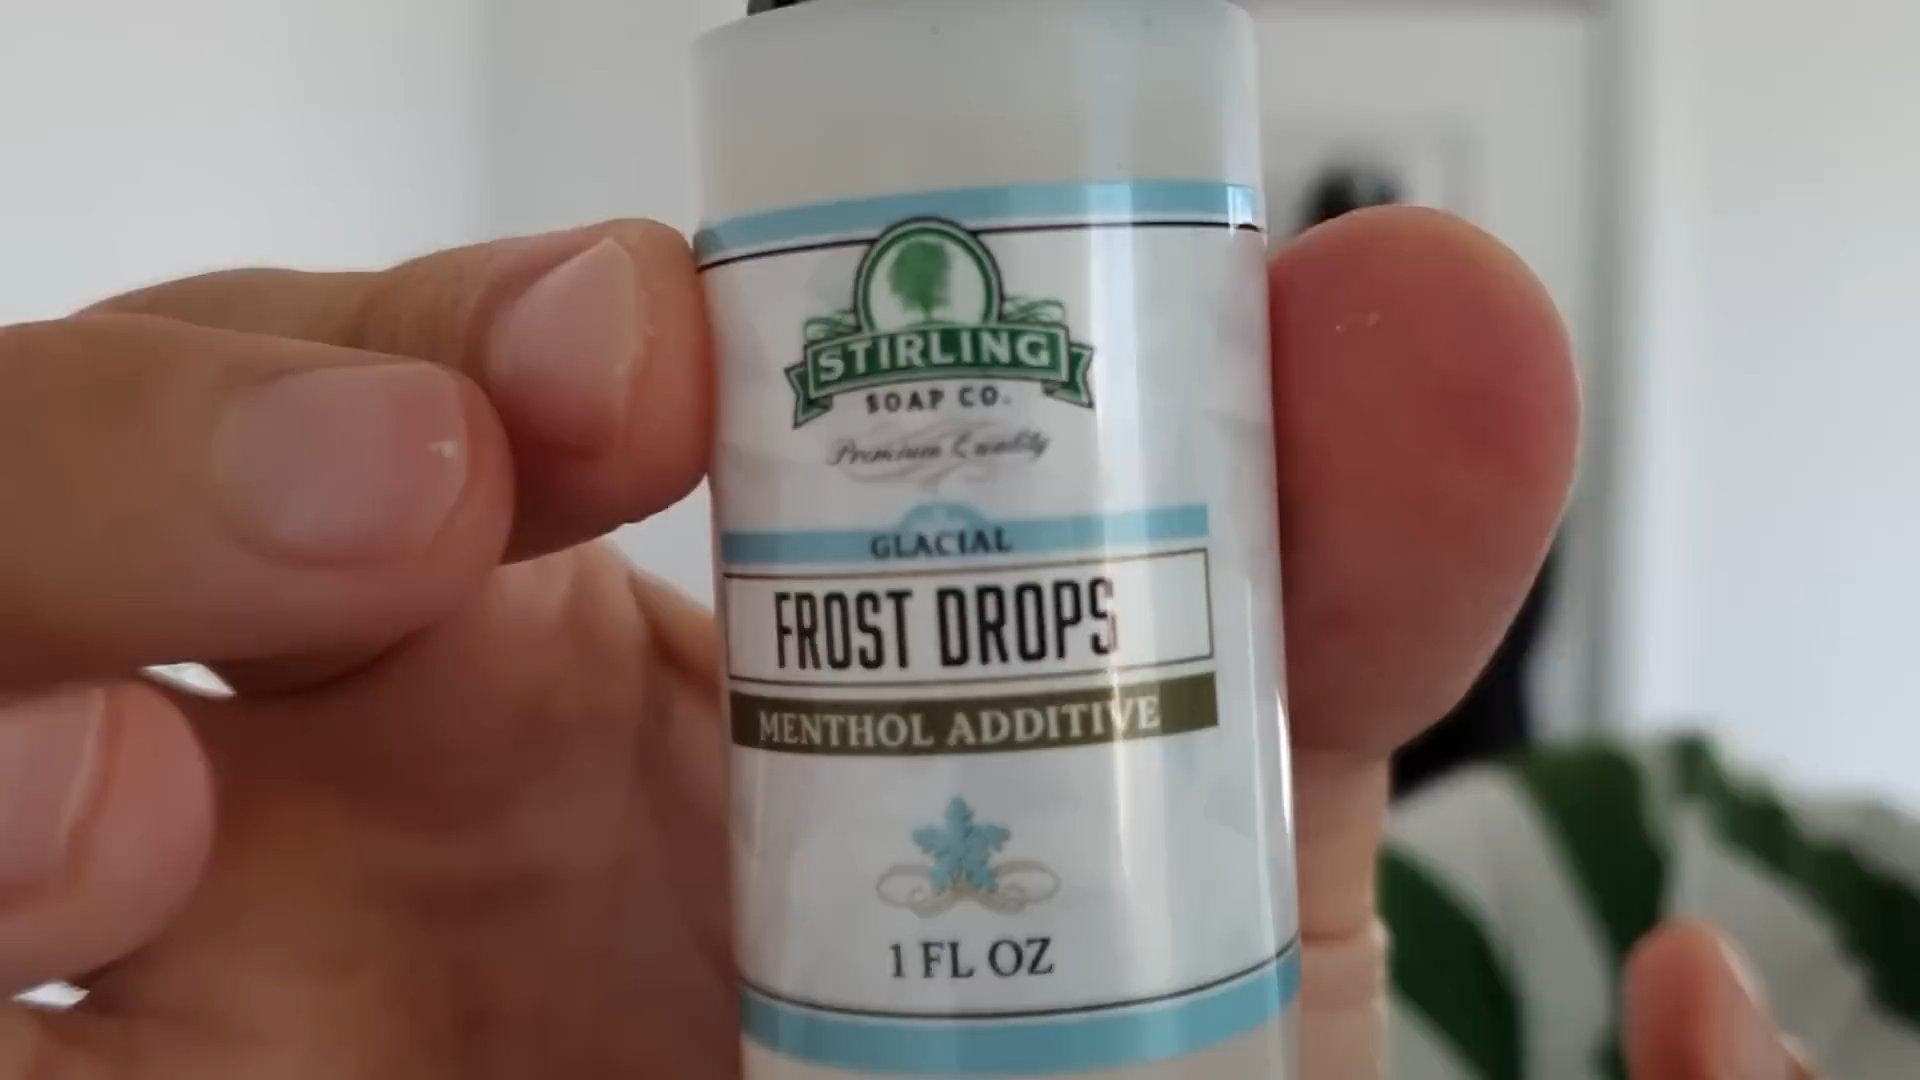 STIRLING
SOAP CO.
Premium Quality
GLACIAL
FROST DROPS
MENTHOL ADDITIVE
1 FL OZ